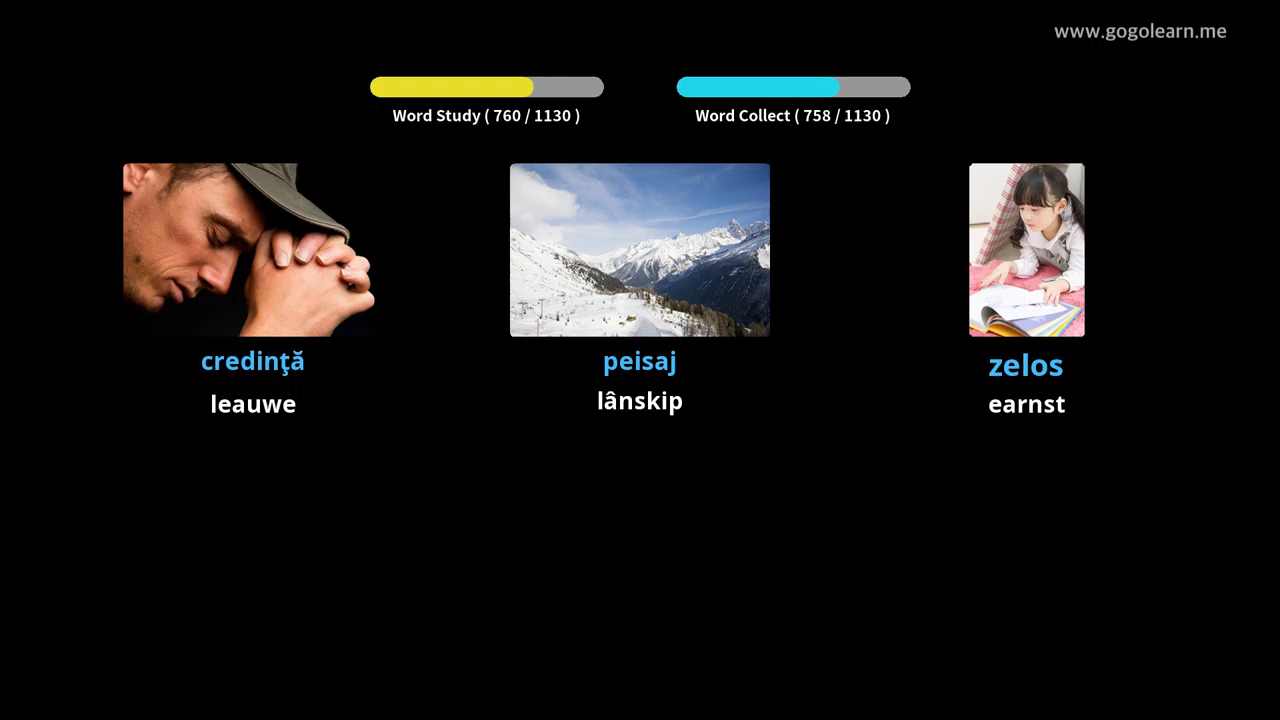 www.gogolearn.me
Word Study ( 760 / 1130 )
Word Collect ( 758 / 1130 )
credinţă
peisaj
zelos
leauwe
lânskip
earnst